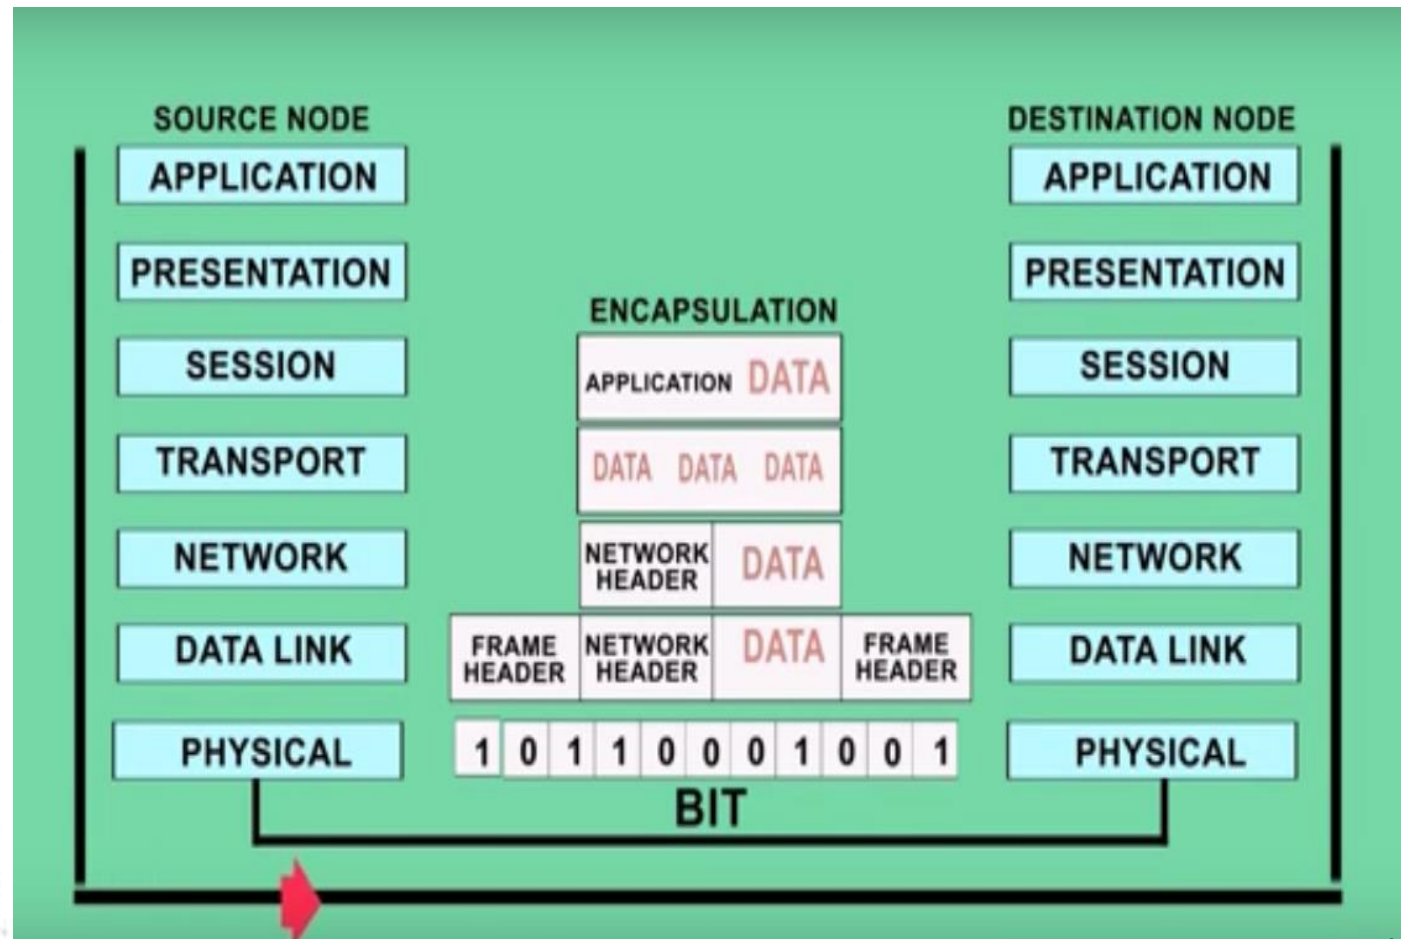 SOURCE NODE
APPLICATION
PRESENTATION
SESSION
TRANSPORT
NETWORK
DATA LINK
PHYSICAL
ENCAPSULATION
APPLICATION DATA
DATA DATA DATA
NETWORK
HEADER
DATA
FRAME
HEADER
NETWORK
HEADER
DATA
FRAME
HEADER
1 0 1 1 0 0 0 1 0 0 1
BIT
DESTINATION NODE
APPLICATION
PRESENTATION
SESSION
TRANSPORT
NETWORK
DATA LINK
PHYSICAL